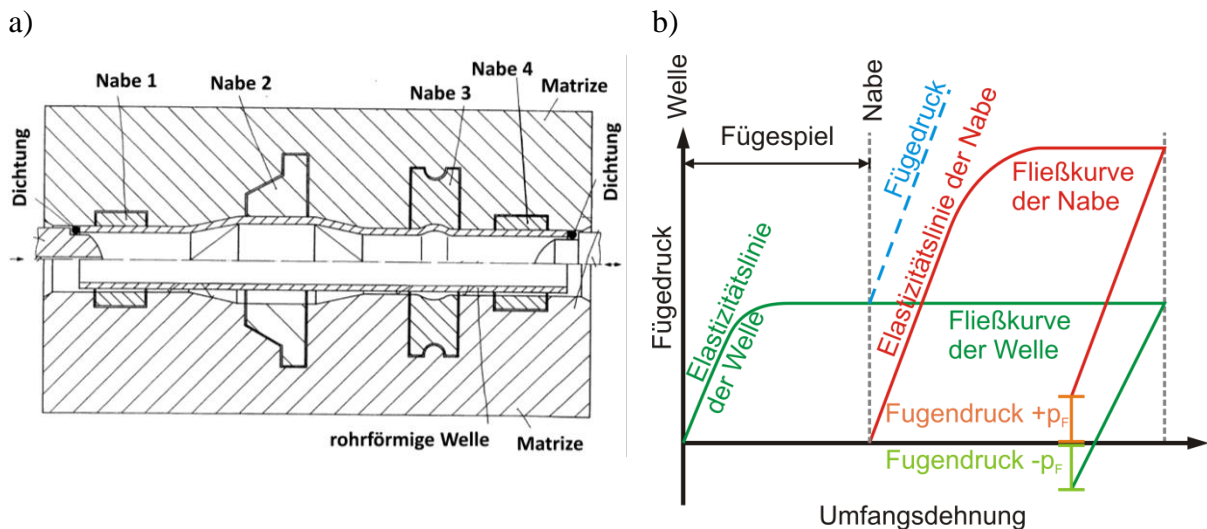 a)
Nabe 1
Nabe 2
Nabe 3
Nabe 4
Matrize
Dichtung
Dichtung
rohrförmige Welle
Matrize
b)
Welle
Nabe
Fügespiel
Fügedruck
Fügedruck
Elastizitätslinie
der Welle
Elastizitätslinie der Nabe
Fließkurve
der Nabe
Fließkurve
der Welle
Fugendruck +pF
Fugendruck -pF
Umfangsdehnung